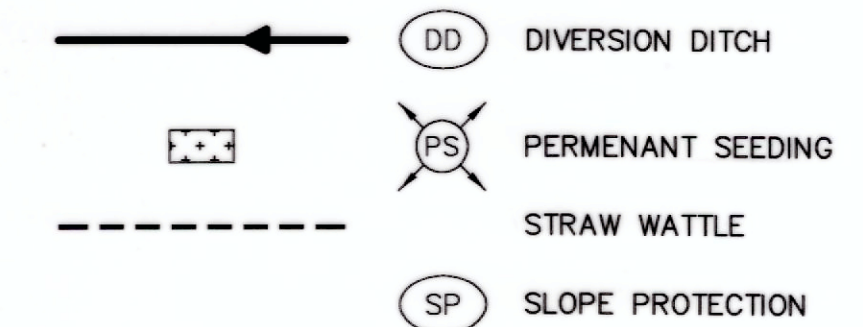 DD DIVERSION DITCH
PS PERMENANT SEEDING
STRAW WATTLE
SP SLOPE PROTECTION